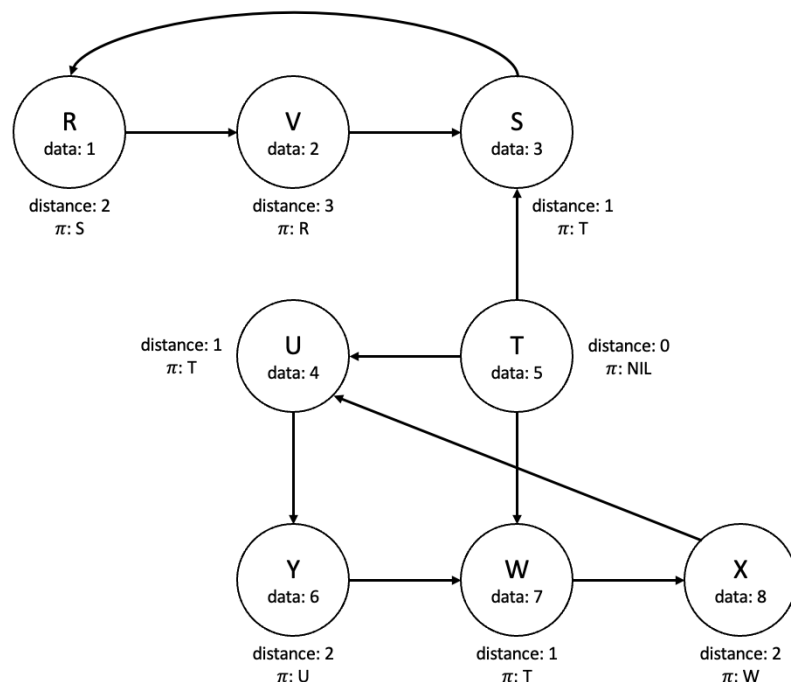 R
data: 1
V
data: 2
S
data: 3
distance: 2
π: S
distance: 3
π: R
distance: 1
π: T
distance: 1
π: T
U
data: 4
T
data: 5
distance: 0
π: NIL
Y
data: 6
W
data: 7
X
data: 8
distance: 2
π: U
distance: 1
π: T
distance: 2
π: W